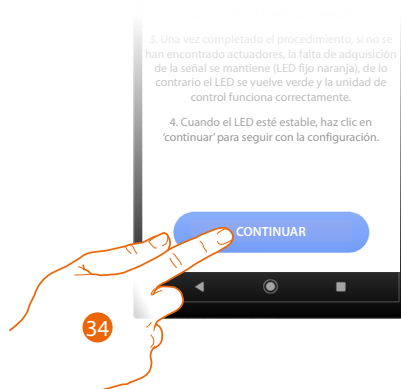 3. Una vez completado el procedimiento, si no se
han encontrado actuadores, la falta de adquisición
de la señal se mantiene (LED fijo naranja), de lo
contrario el LED se vuelve verde y la unidad de
control funciona correctamente.
4. Cuando el LED esté estable, haz clic en
'continuar' para seguir con la configuración.
CONTINUAR
34